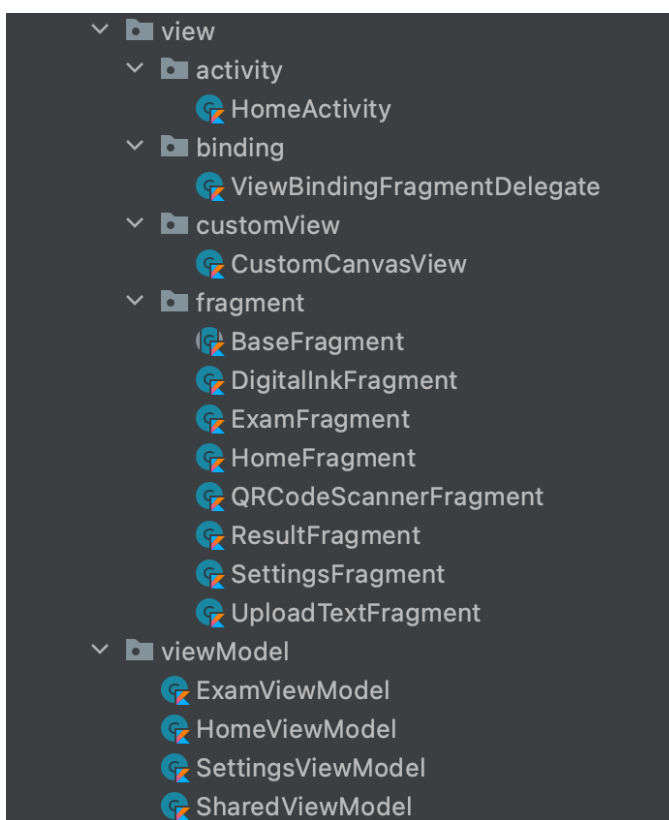 view
activity
HomeActivity
binding
ViewBindingFragmentDelegate
customView
CustomCanvasView
fragment
BaseFragment
DigitalInkFragment
ExamFragment
HomeFragment
QRCodeScannerFragment
ResultFragment
SettingsFragment
UploadTextFragment
viewModel
ExamViewModel
HomeViewModel
SettingsViewModel
SharedViewModel